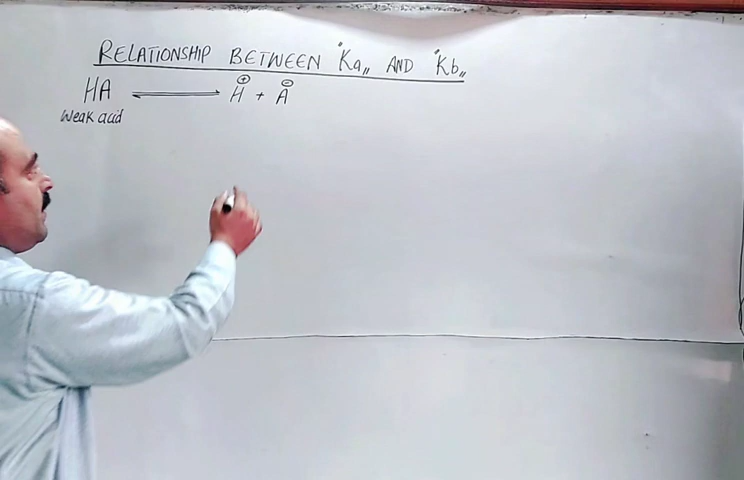 RELATIONSHIP BETWEEN "Ka" AND "Kb"
HA ⇌ H⊕ + A⊖
Weak acid